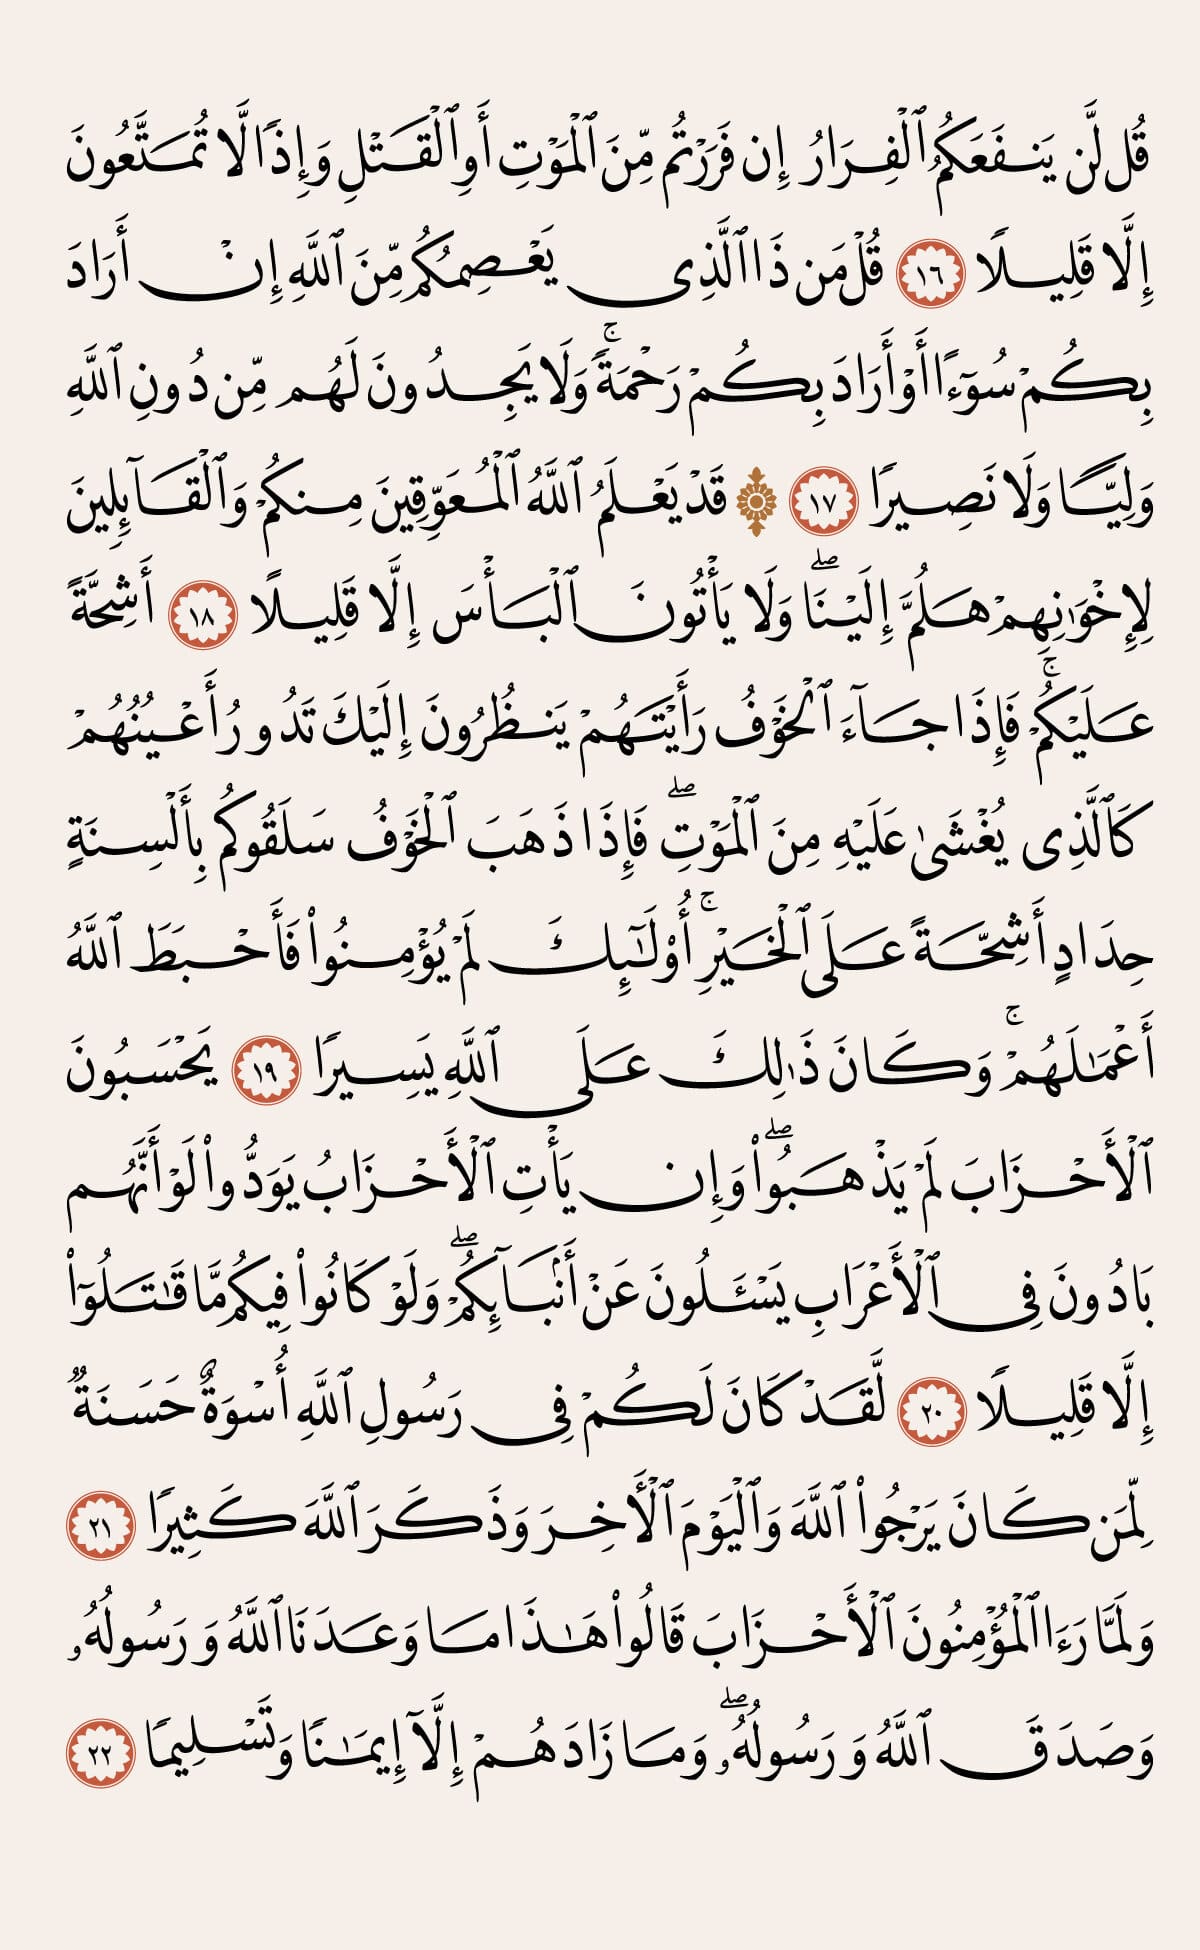 قُل لَّن يَنفَعَكُمُ ٱلْفِرَارُ إِن فَرَرْتُم مِّنَ ٱلْمَوْتِ أَوِ ٱلْقَتْلِ وَإِذًا لَّا تُمَتَّعُونَ
إِلَّا قَلِيلًا ١٦ قُلْ مَن ذَا ٱلَّذِى يَعْصِمُكُم مِّنَ ٱللَّهِ إِنْ أَرَادَ
بِكُمْ سُوٓءًا أَوْ أَرَادَ بِكُمْ رَحْمَةً ۚ وَلَا يَجِدُونَ لَهُم مِّن دُونِ ٱللَّهِ
وَلِيًّا وَلَا نَصِيرًا ١٧ ۞ قَدْ يَعْلَمُ ٱللَّهُ ٱلْمُعَوِّقِينَ مِنكُمْ وَٱلْقَآئِلِينَ
لِإِخْوَٰنِهِمْ هَلُمَّ إِلَيْنَا ۖ وَلَا يَأْتُونَ ٱلْبَأْسَ إِلَّا قَلِيلًا ١٨ أَشِحَّةً
عَلَيْكُمْ ۚ فَإِذَا جَآءَ ٱلْخَوْفُ رَأَيْتَهُمْ يَنظُرُونَ إِلَيْكَ تَدُورُ أَعْيُنُهُمْ
كَٱلَّذِى يُغْشَىٰ عَلَيْهِ مِنَ ٱلْمَوْتِ ۖ فَإِذَا ذَهَبَ ٱلْخَوْفُ سَلَقُوكُم بِأَلْسِنَةٍ
حِدَادٍ أَشِحَّةً عَلَى ٱلْخَيْرِ ۚ أُو۟لَـٰٓئِكَ لَمْ يُؤْمِنُوا۟ فَأَحْبَطَ ٱللَّهُ
أَعْمَـٰلَهُمْ ۚ وَكَانَ ذَٰلِكَ عَلَى ٱللَّهِ يَسِيرًا ١٩ يَحْسَبُونَ
ٱلْأَحْزَابَ لَمْ يَذْهَبُوا۟ ۖ وَإِن يَأْتِ ٱلْأَحْزَابُ يَوَدُّوا۟ لَوْ أَنَّهُم
بَادُونَ فِى ٱلْأَعْرَابِ يَسْـَٔلُونَ عَنْ أَنۢبَآئِكُمْ ۖ وَلَوْ كَانُوا۟ فِيكُم مَّا قَـٰتَلُوٓا۟
إِلَّا قَلِيلًا ٢٠ لَّقَدْ كَانَ لَكُمْ فِى رَسُولِ ٱللَّهِ أُسْوَةٌ حَسَنَةٌ
لِّمَن كَانَ يَرْجُوا۟ ٱللَّهَ وَٱلْيَوْمَ ٱلْـَٔاخِرَ وَذَكَرَ ٱللَّهَ كَثِيرًا ٢١
وَلَمَّا رَءَا ٱلْمُؤْمِنُونَ ٱلْأَحْزَابَ قَالُوا۟ هَـٰذَا مَا وَعَدَنَا ٱللَّهُ وَرَسُولُهُۥ
وَصَدَقَ ٱللَّهُ وَرَسُولُهُۥ ۖ وَمَا زَادَهُمْ إِلَّآ إِيمَـٰنًا وَتَسْلِيمًا ٢٢